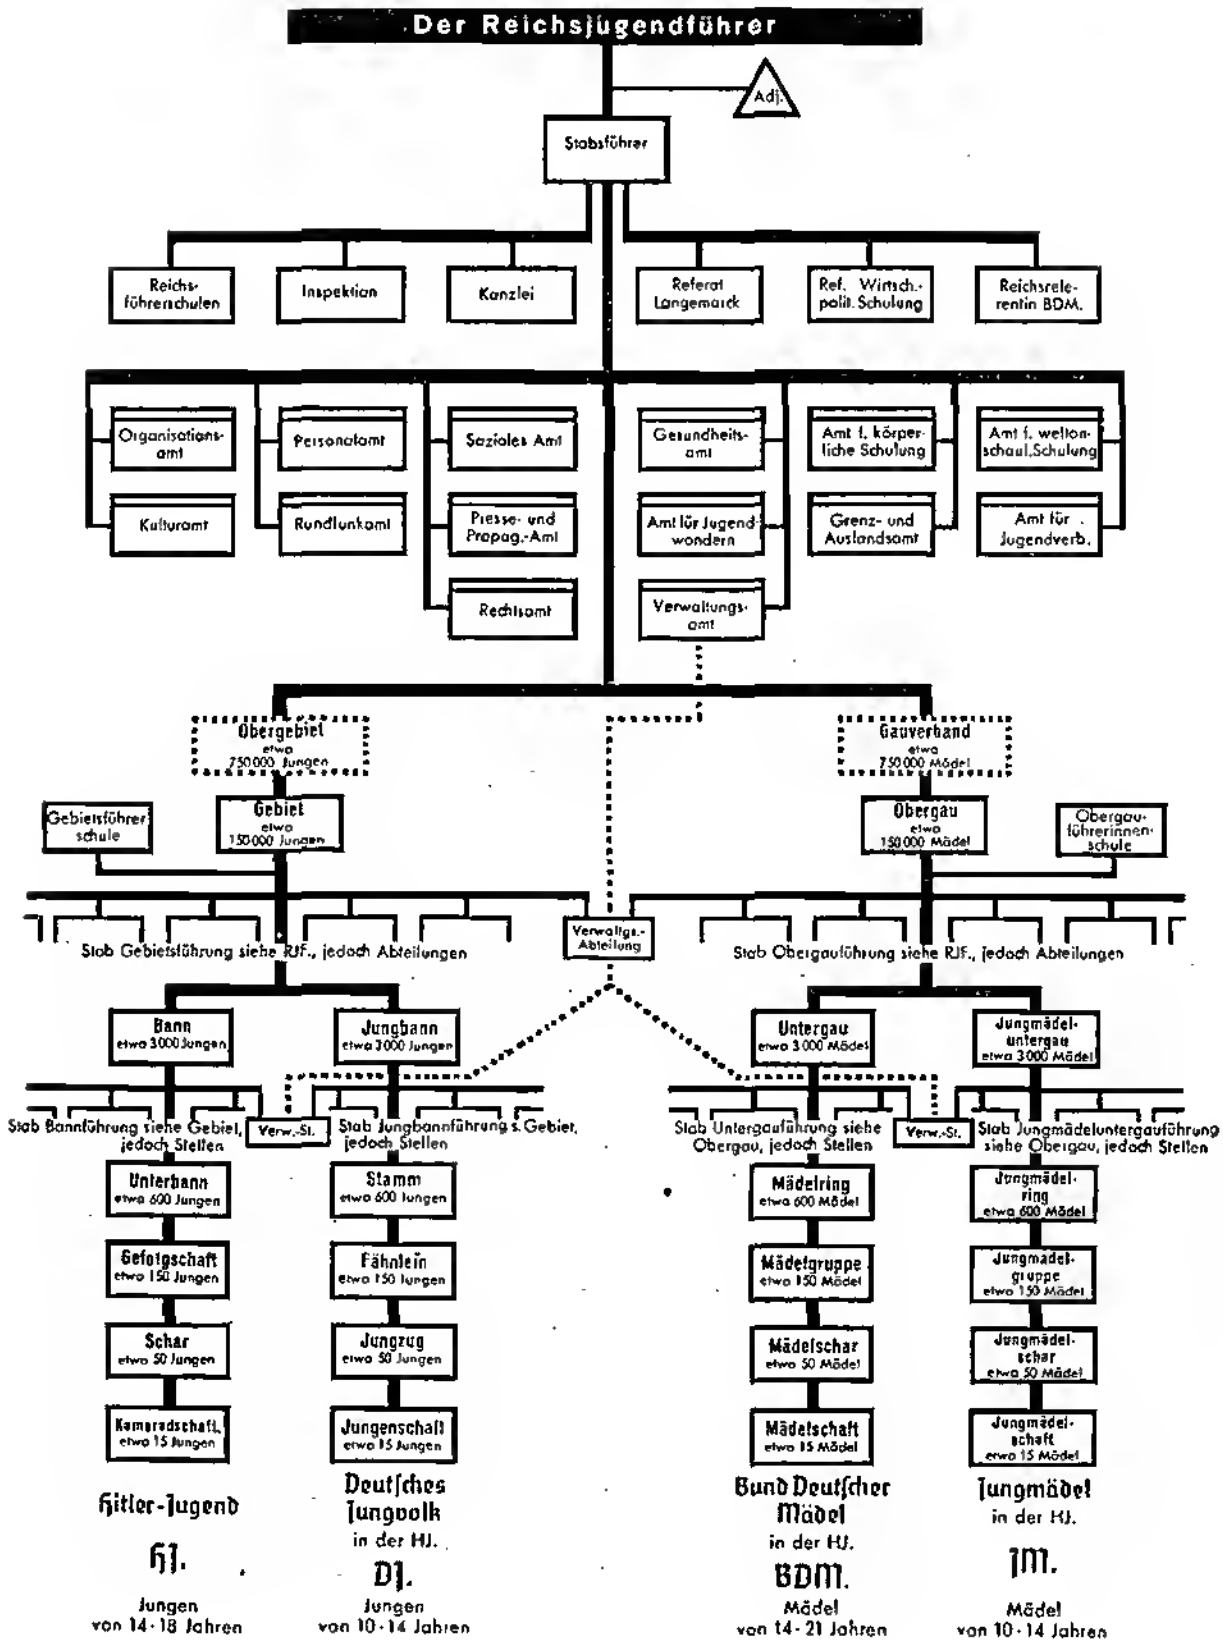 Der Reichsjugendführer
Adj.
Stabsführer
Reichs-
führerschulen
Inspektion
Kanzlei
Referat
Langemarck
Ref. Wirtsch.-
polit. Schulung
Reichsrefe-
rentin BDM.
Organisations-
amt
Personalamt
Soziales Amt
Gesundheits-
amt
Amt f. körper-
liche Schulung
Amt f. weltan-
schaul. Schulung
Kulturamt
Rundfunkamt
Presse- und
Propag.-Amt
Amt für Jugend-
wandern
Grenz- und
Auslandsamt
Amt für
Jugendverb.
Rechtsamt
Verwaltungs-
amt
Obergebiet
etwa
750000 Jungen
Gauverband
etwa
750000 Mädel
Gebietsführer
schule
Gebiet
etwa
150000 Jungen
Obergau
etwa
150000 Mädel
Obergau-
führerinnen-
schule
Stab Gebietsführung siehe RJF., jedoch Abteilungen
Verwaltgs.-
Abteilung
Stab Obergauführung siehe RJF., jedoch Abteilungen
Bann
etwa 3000 Jungen
Jungbann
etwa 3000 Jungen
Untergau
etwa 3000 Mädel
Jungmädel-
untergau
etwa 3000 Mädel
Stab Bannführung siehe Gebiet,
jedoch Stellen
Verw.-St.
Stab Jungbannführung s. Gebiet,
jedoch Stellen
Stab Untergauführung siehe
Obergau, jedoch Stellen
Verw.-St.
Stab Jungmädeluntergauführung
siehe Obergau, jedoch Stellen
Unterbann
etwa 600 Jungen
Stamm
etwa 600 Jungen
Mädelring
etwa 600 Mädel
Jungmädel-
ring
etwa 600 Mädel
Gefolgschaft
etwa 150 Jungen
Fähnlein
etwa 150 Jungen
Mädelgruppe
etwa 150 Mädel
Jungmädel-
gruppe
etwa 150 Mädel
Schar
etwa 50 Jungen
Jungzug
etwa 50 Jungen
Mädelschar
etwa 50 Mädel
Jungmädel-
schar
etwa 50 Mädel
Kameradschaft
etwa 15 Jungen
Jungenschaft
etwa 15 Jungen
Mädelschaft
etwa 15 Mädel
Jungmädel-
schaft
etwa 15 Mädel
Hitler-Jugend
HJ.
Jungen
von 14-18 Jahren
Deutsches
Jungvolk
in der HJ.
DJ.
Jungen
von 10-14 Jahren
Bund Deutscher
Mädel
in der HJ.
BDM.
Mädel
von 14-21 Jahren
Jungmädel
in der HJ.
JM.
Mädel
von 10-14 Jahren